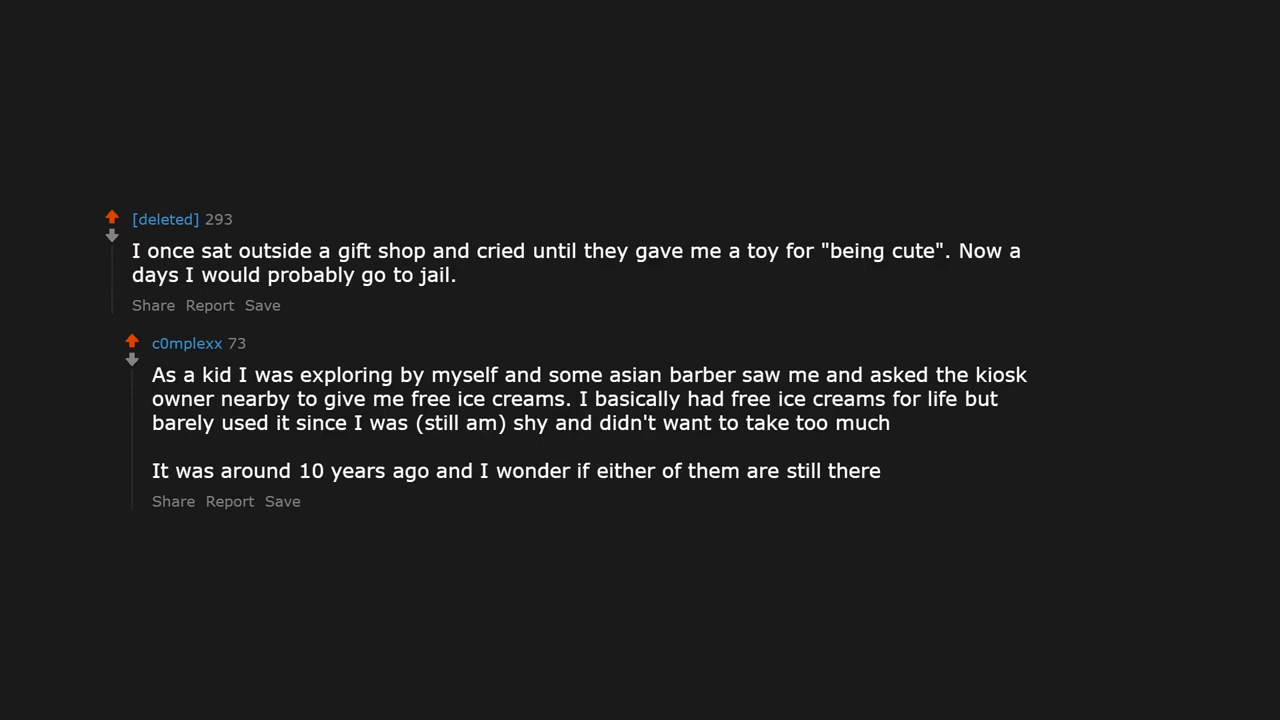 [deleted] 293
I once sat outside a gift shop and cried until they gave me a toy for "being cute". Now a
days I would probably go to jail.
Share Report Save
c0mplexx 73
As a kid I was exploring by myself and some asian barber saw me and asked the kiosk
owner nearby to give me free ice creams. I basically had free ice creams for life but
barely used it since I was (still am) shy and didn't want to take too much
It was around 10 years ago and I wonder if either of them are still there
Share Report Save